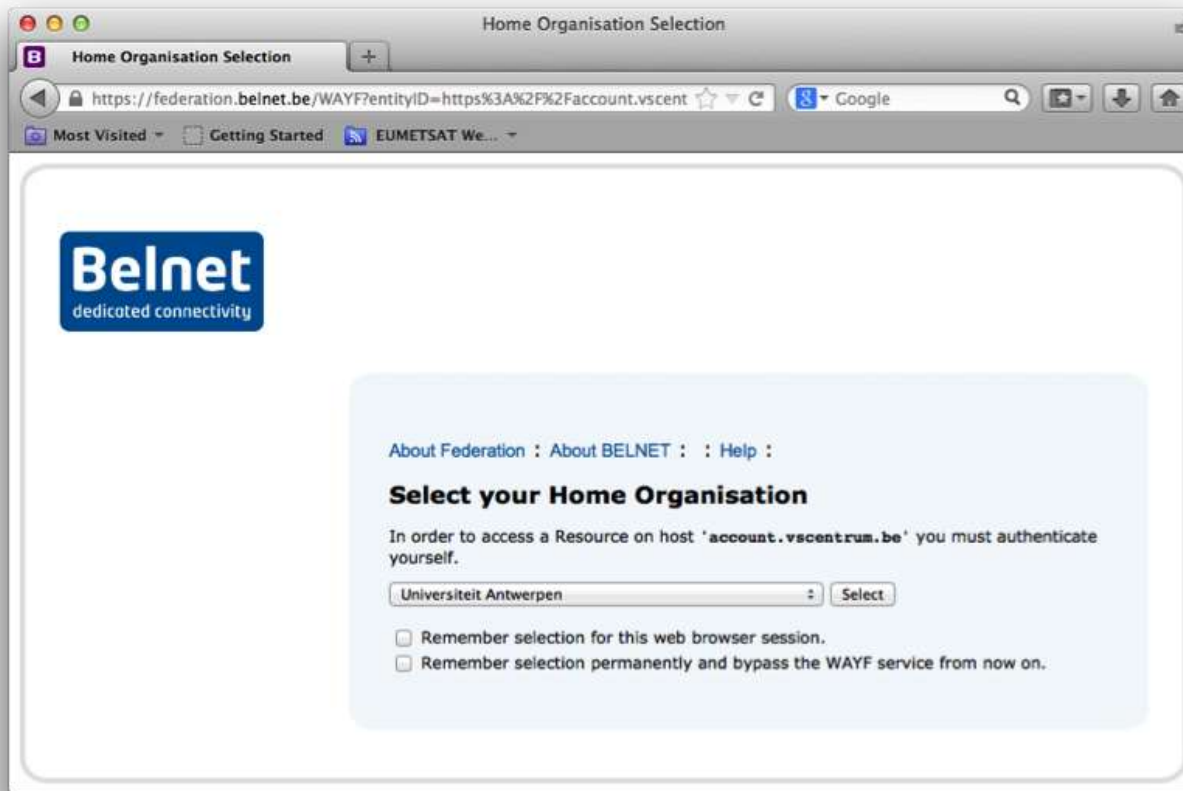 Home Organisation Selection
Home Organisation Selection
https://federation.belnet.be/WAYF?entityID=https%3A%2F%2Faccount.vscent
Google
Most Visited
Getting Started
EUMETSAT We...
Belnet
dedicated connectivity
About Federation : About BELNET : : Help :
Select your Home Organisation
In order to access a Resource on host 'account.vscentrum.be' you must authenticate
yourself.
Universiteit Antwerpen
Select
Remember selection for this web browser session.
Remember selection permanently and bypass the WAYF service from now on.